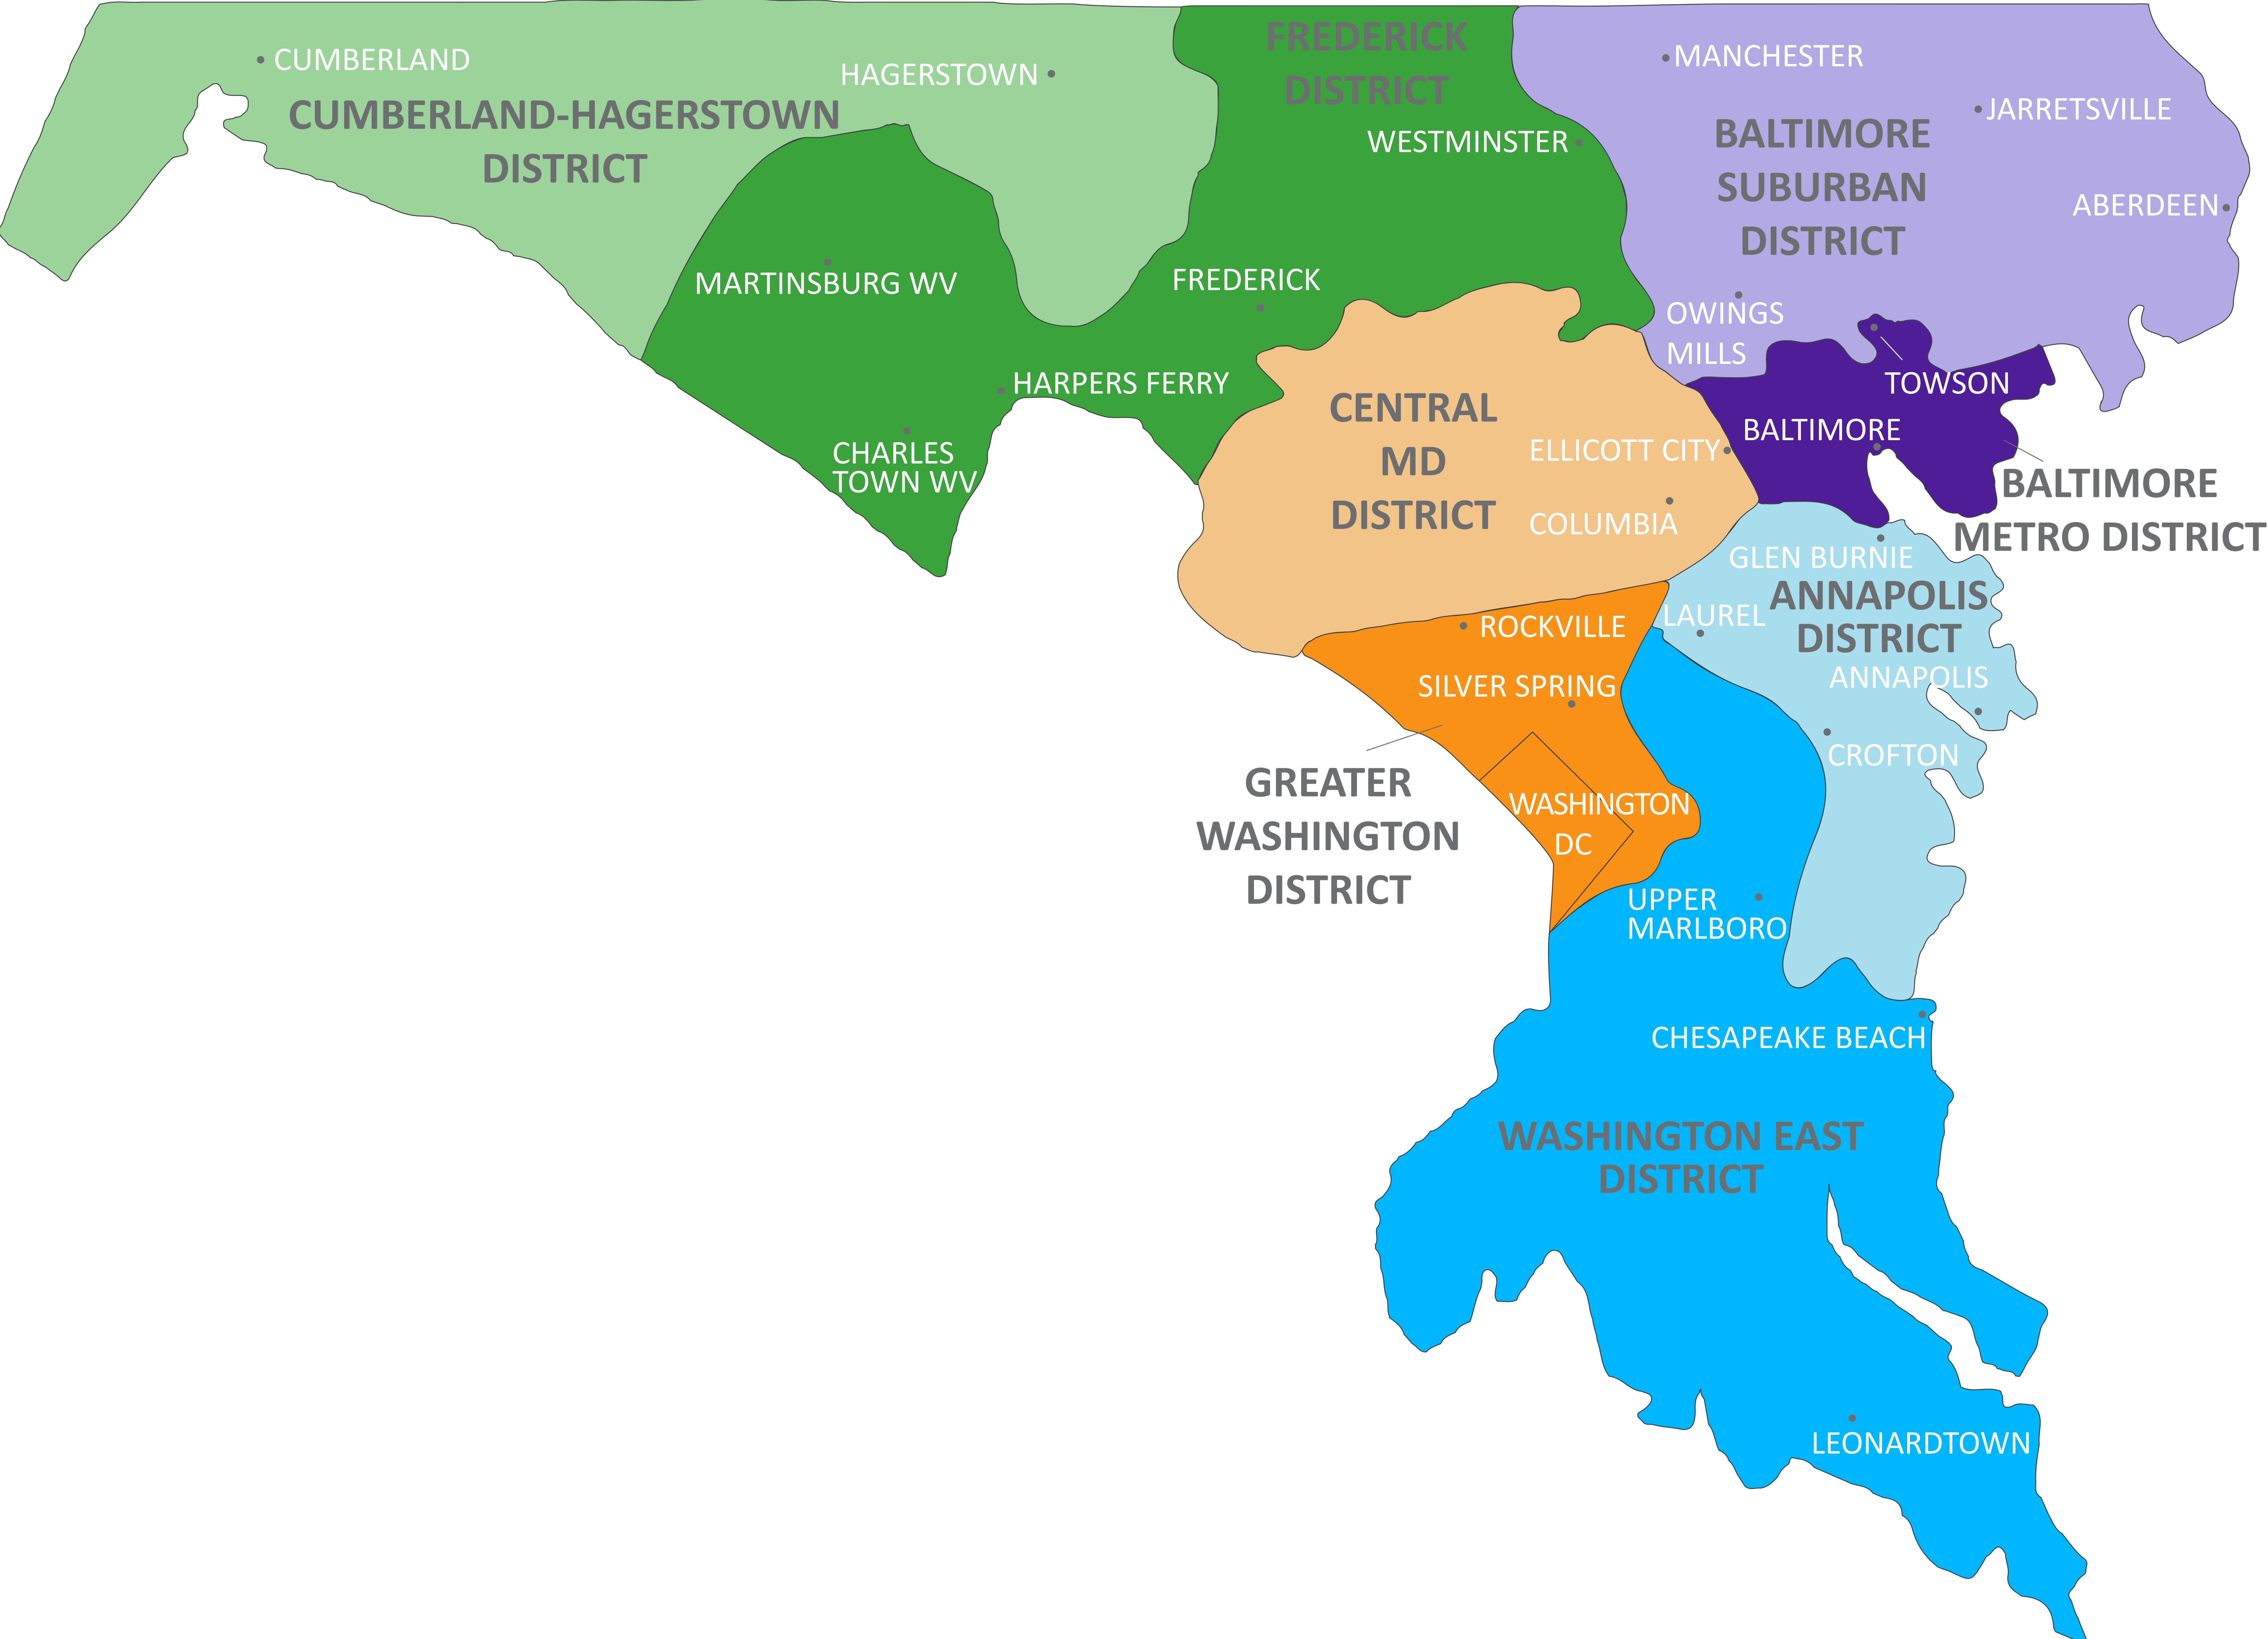 CUMBERLAND
HAGERSTOWN
CUMBERLAND-HAGERSTOWN
DISTRICT
FREDERICK
DISTRICT
WESTMINSTER
MARTINSBURG WV
FREDERICK
HARPERS FERRY
CHARLES
TOWN WV
MANCHESTER
JARRETSVILLE
BALTIMORE
SUBURBAN
DISTRICT
ABERDEEN
OWINGS
MILLS
TOWSON
BALTIMORE
BALTIMORE
METRO DISTRICT
CENTRAL
MD
DISTRICT
ELLICOTT CITY
COLUMBIA
GLEN BURNIE
ANNAPOLIS
DISTRICT
LAUREL
ANNAPOLIS
CROFTON
ROCKVILLE
SILVER SPRING
GREATER
WASHINGTON
DISTRICT
WASHINGTON
DC
UPPER
MARLBORO
CHESAPEAKE BEACH
WASHINGTON EAST
DISTRICT
LEONARDTOWN